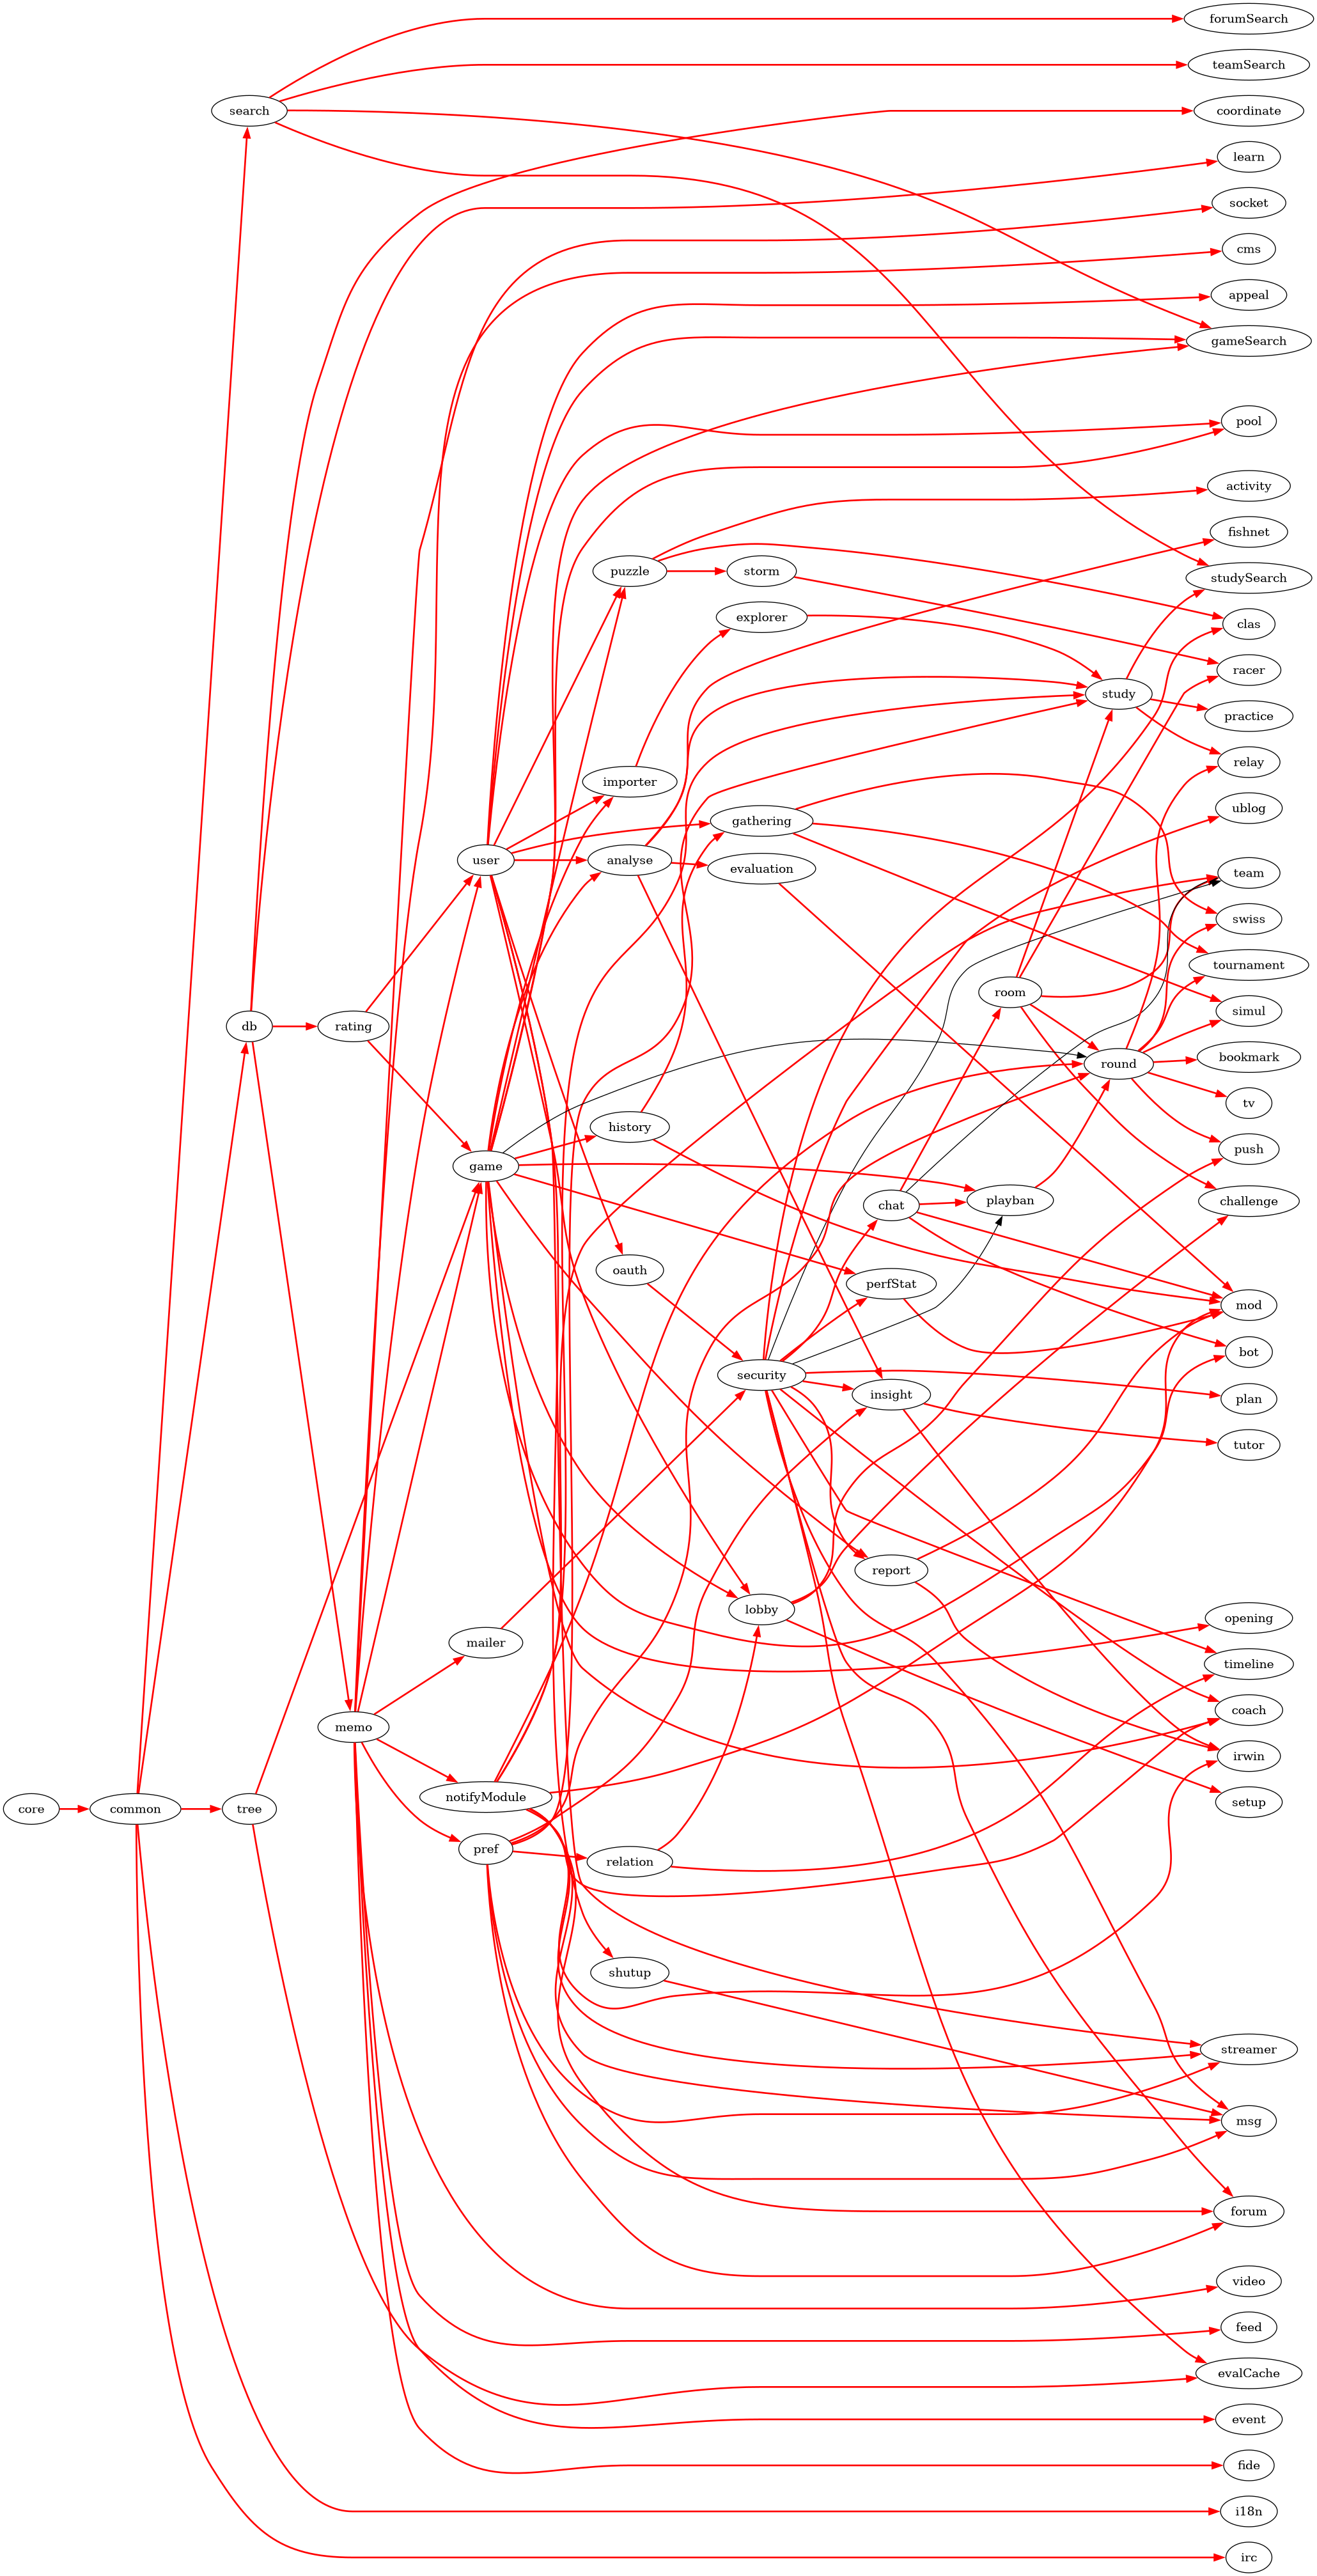 forumSearch
teamSearch
search
coordinate
learn
socket
cms
appeal
gameSearch
pool
activity
fishnet
puzzle
storm
studySearch
explorer
clas
racer
study
practice
relay
importer
ublog
gathering
user
analyse
evaluation
team
swiss
tournament
room
simul
db
rating
bookmark
round
tv
history
push
game
playban
challenge
chat
oauth
perfStat
mod
bot
security
insight
plan
tutor
report
lobby
opening
mailer
timeline
coach
memo
irwin
notifyModule
setup
core
common
tree
pref
relation
shutup
streamer
msg
forum
video
feed
evalCache
event
fide
i18n
irc